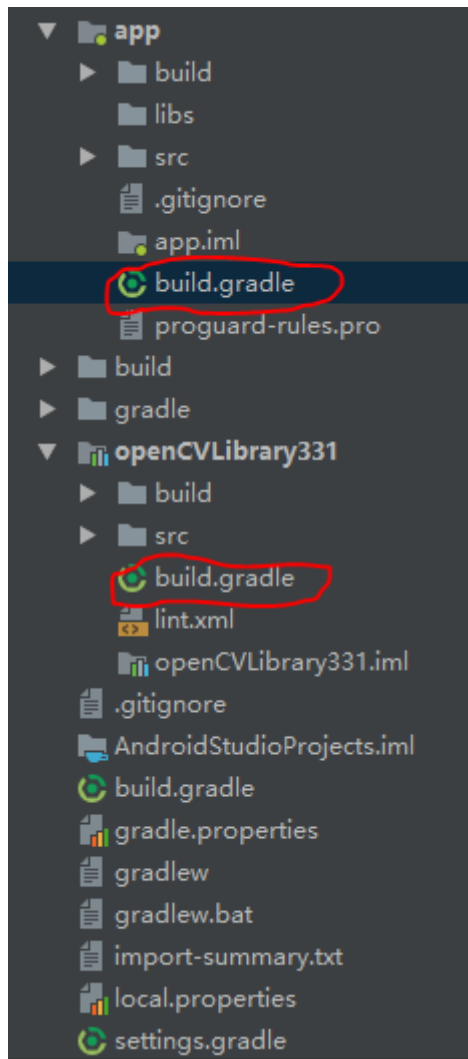 app
build
libs
src
.gitignore
app.iml
build.gradle
proguard-rules.pro
build
gradle
openCVLibrary331
build
src
build.gradle
lint.xml
openCVLibrary331.iml
.gitignore
AndroidStudioProjects.iml
build.gradle
gradle.properties
gradlew
gradlew.bat
import-summary.txt
local.properties
settings.gradle